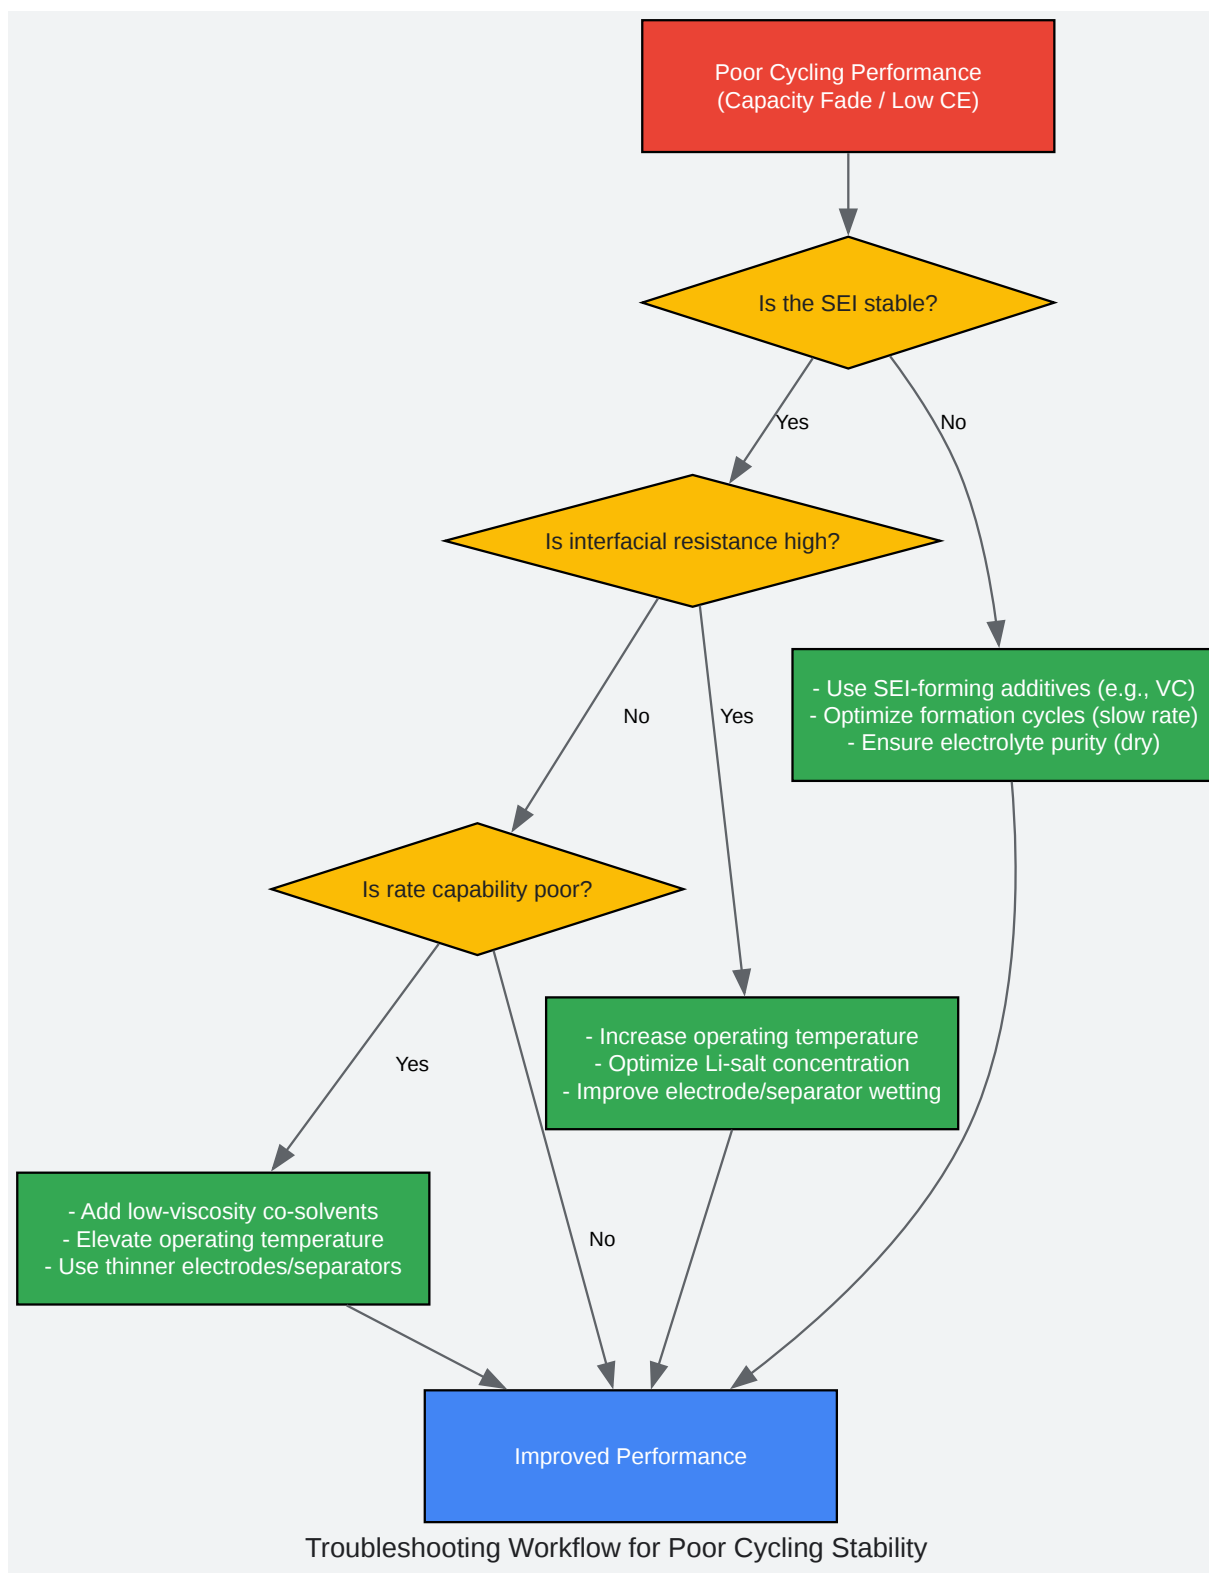 Poor Cycling Performance
(Capacity Fade / Low CE)
Is the SEI stable?
Yes
No
Is interfacial resistance high?
- Use SEI-forming additives (e.g., VC)
- Optimize formation cycles (slow rate)
- Ensure electrolyte purity (dry)
No
Yes
Is rate capability poor?
- Increase operating temperature
- Optimize Li-salt concentration
- Improve electrode/separator wetting
Yes
- Add low-viscosity co-solvents
- Elevate operating temperature
- Use thinner electrodes/separators
No
Improved Performance
Troubleshooting Workflow for Poor Cycling Stability